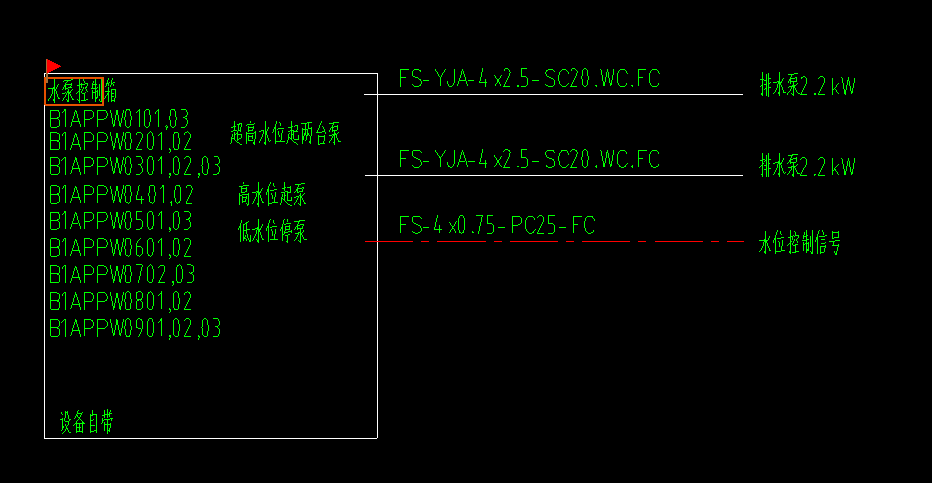 水泵控制箱
B1APPW0101,03
B1APPW0201,02
B1APPW0301,02,03
B1APPW0401,02
B1APPW0501,03
B1APPW0601,02
B1APPW0702,03
B1APPW0801,02
B1APPW0901,02,03
超高水位起两台泵
高水位起泵
低水位停泵
设备自带
FS-YJA-4x2.5-SC20.WC.FC
排水泵2.2kW
FS-YJA-4x2.5-SC20.WC.FC
排水泵2.2kW
FS-4x0.75-PC25-FC
水位控制信号